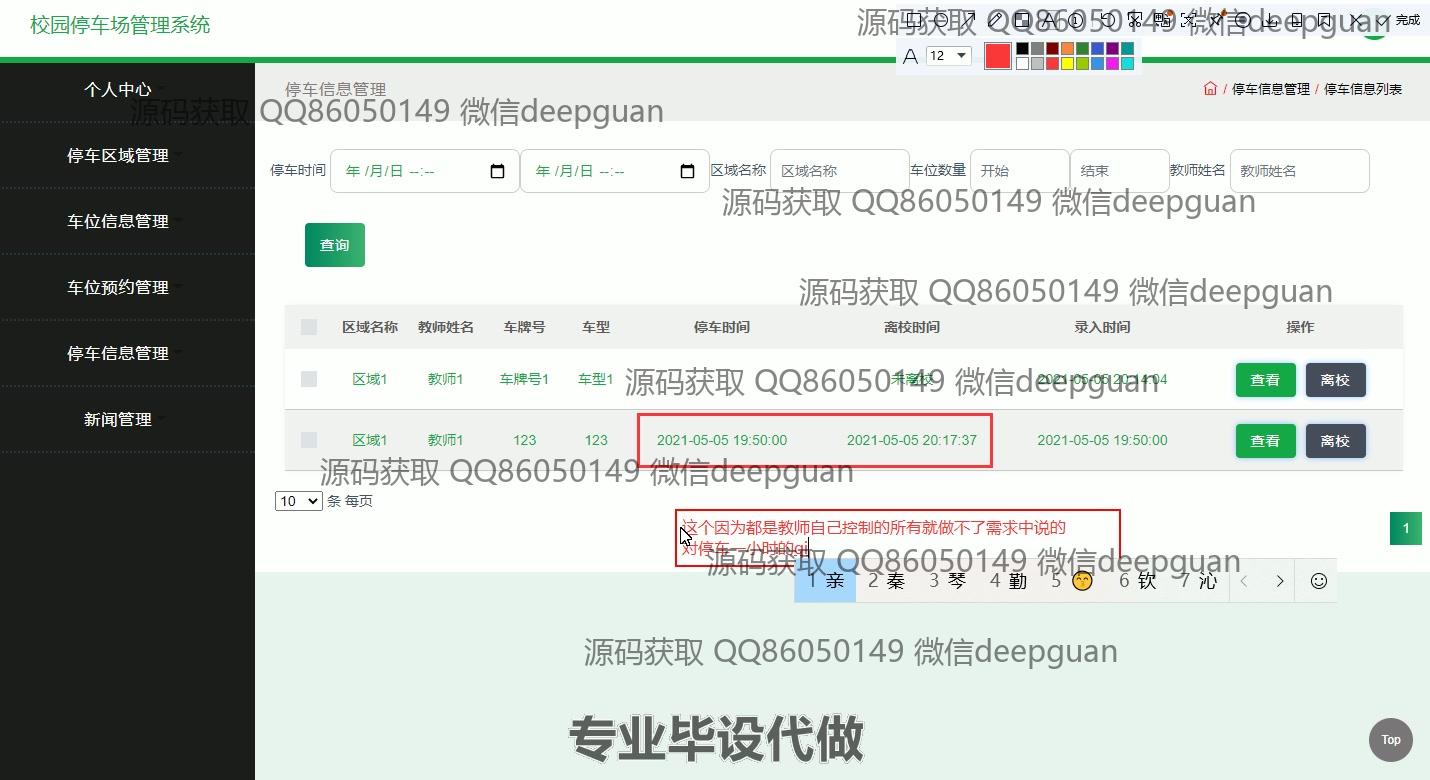 校园停车场管理系统
源码获取 QQ86050149 微信deepguan
完成
A 12
个人中心
停车信息管理
/ 停车信息管理 / 停车信息列表
源码获取 QQ86050149 微信deepguan
停车区域管理
停车时间 年 /月/日 --:-- 年 /月/日 --:-- 区域名称 区域名称 车位数量 开始 结束 教师姓名 教师姓名
源码获取 QQ86050149 微信deepguan
车位信息管理
查询
车位预约管理
源码获取 QQ86050149 微信deepguan
区域名称 教师姓名 车牌号 车型 停车时间 离校时间 录入时间 操作
停车信息管理
区域1 教师1 车牌号1 车型1 未离校 2021-05-05 20:14:04 查看 离校
源码获取 QQ86050149 微信deepguan
新闻管理
区域1 教师1 123 123 2021-05-05 19:50:00 2021-05-05 20:17:37 2021-05-05 19:50:00 查看 离校
源码获取 QQ86050149 微信deepguan
10 条 每页
1
这个因为都是教师自己控制的所有就做不了需求中说的
对停车一小时的qi
源码获取 QQ86050149 微信deepguan
1 亲 2 秦 3 琴 4 勤 5 😙 6 钦 7 沁 < >
源码获取 QQ86050149 微信deepguan
专业毕设代做
Top